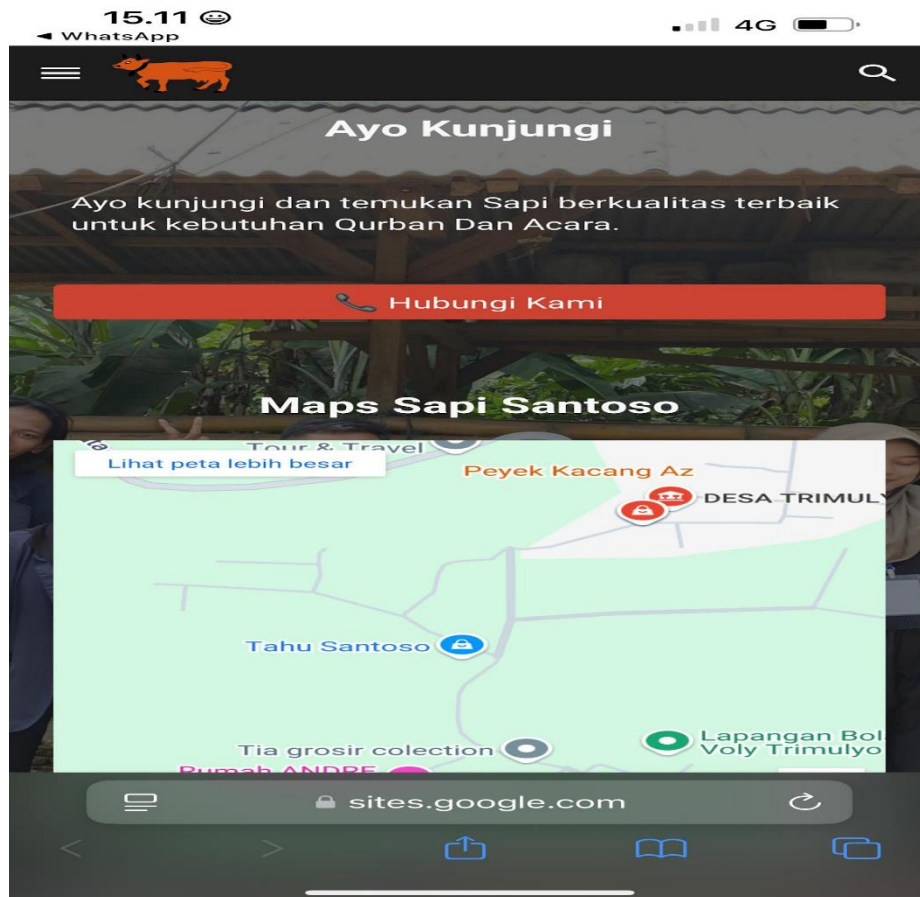 15.11
◄ WhatsApp
4G
Ayo Kunjungi
Ayo kunjungi dan temukan Sapi berkualitas terbaik
untuk kebutuhan Qurban Dan Acara.
Hubungi Kami
Maps Sapi Santoso
Tour & Travel
Lihat peta lebih besar
Peyek Kacang Az
DESA TRIMULY
Tahu Santoso
Lapangan Bol
Voly Trimulyo
Tia grosir colection
Rumah ANDRE
sites.google.com